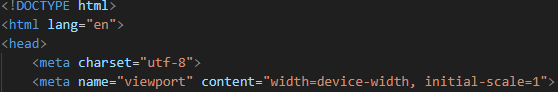 <!DOCTYPE html>
<html lang="en">
<head>
    <meta charset="utf-8">
    <meta name="viewport" content="width=device-width, initial-scale=1">